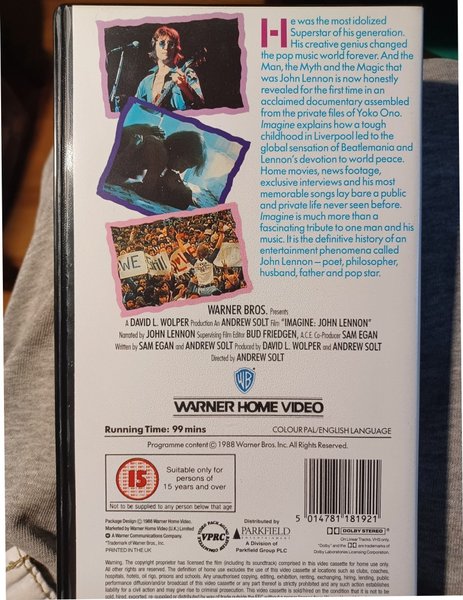 He was the most idolized
Superstar of his generation.
His creative genius changed
the pop music world forever. And the
Man, the Myth and the Magic that
was John Lennon is now honestly
revealed for the first time in an
acclaimed documentary assembled
from the private files of Yoko Ono.
Imagine explains how a tough
childhood in Liverpool led to the
global sensation of Beatlemania and
Lennon's devotion to world peace.
Home movies, news footage,
exclusive interviews and his most
memorable songs lay bare a public
and private life never seen before.
Imagine is much more than a
fascinating tribute to one man and his
music. It is the definitive history of an
entertainment phenomena called
John Lennon – poet, philosopher,
husband, father and pop star.
WE Still
WARNER BROS. Presents
A DAVID L. WOLPER Production An ANDREW SOLT Film "IMAGINE: JOHN LENNON"
Narrated by JOHN LENNON Supervising Film Editor BUD FRIEDGEN, A.C.E. Co-Producer SAM EGAN
Written by SAM EGAN and ANDREW SOLT Produced by DAVID L. WOLPER and ANDREW SOLT
Directed by ANDREW SOLT
WB
WARNER HOME VIDEO
Running Time: 99 mins
COLOUR PAL/ENGLISH LANGUAGE
Programme content © 1988 Warner Bros. Inc. All Rights Reserved.
15
Suitable only for
persons of
15 years and over
Not to be supplied to any person below that age
Package Design © 1988 Warner Home Video.
Marketed by Warner Home Video (U.K.) Limited
A Warner Communications Company.
*Trademark of Warner Bros. Inc.
PRINTED IN THE UK
VPRC
Distributed by
PARKFIELD
Entertainment
A Division of
Parkfield Group PLC
5 014781 181921
DOLBY STEREO
On Linear Tracks, VHS only.
"Dolby" and the DD are trademarks of
Dolby Laboratories Licensing Corporation.
Warning. The copyright proprietor has licensed the film (including its soundtrack) comprised in this video cassette for home use only.
All other rights are reserved. The definition of home use excludes the use of this video cassette at locations such as clubs, coaches,
hospitals, hotels, oil rigs, prisons and schools. Any unauthorised copying, editing, exhibition, renting, exchanging, hiring, lending, public
performance diffusion and/or broadcast of this video cassette or any part thereof is strictly prohibited and any such action establishes
liability for a civil action and may give rise to criminal prosecution. This video cassette is sold on the condition that it is not to be